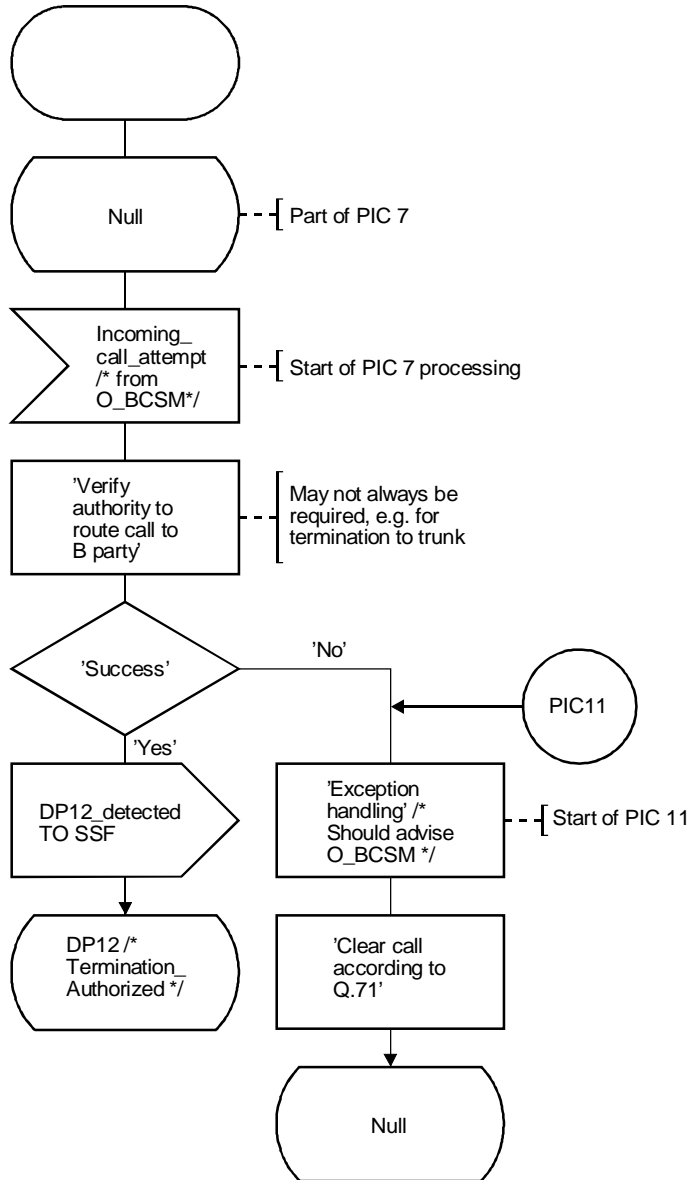 Null
Part of PIC 7
Incoming_
call_attempt
/* from
O_BCSM*/
Start of PIC 7 processing
'Verify
authority to
route call to
B party'
May not always be
required, e.g. for
termination to trunk
'Success'
'No'
PIC11
'Yes'
DP12_detected
TO SSF
'Exception
handling' /*
Should advise
O_BCSM */
Start of PIC 11
DP12 /*
Termination_
Authorized */
'Clear call
according to
Q.71'
Null